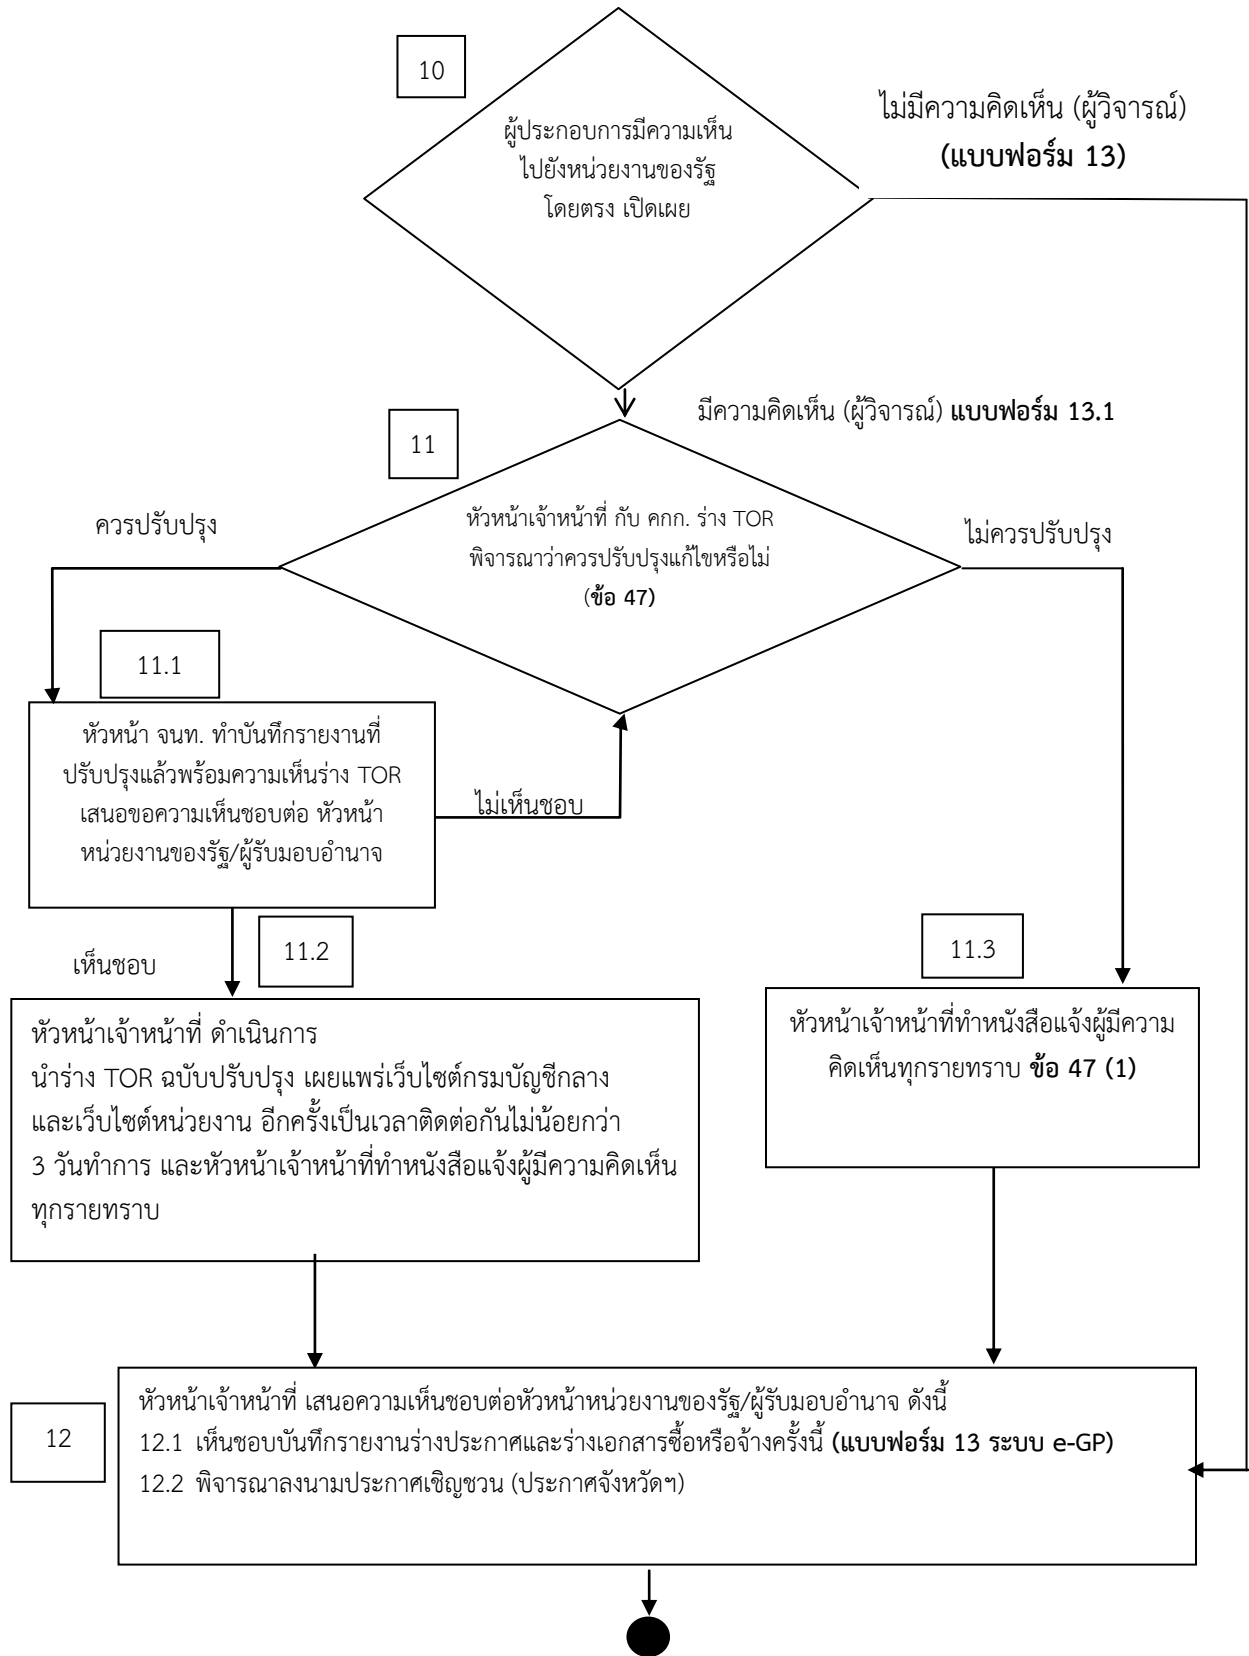 10
ผู้ประกอบการมีความเห็น
ไปยังหน่วยงานของรัฐ
โดยตรง เปิดเผย
ไม่มีความคิดเห็น (ผู้วิจารณ์)
(แบบฟอร์ม 13)
มีความคิดเห็น (ผู้วิจารณ์) แบบฟอร์ม 13.1
11
หัวหน้าเจ้าหน้าที่ กับ คกก. ร่าง TOR
พิจารณาว่าควรปรับปรุงแก้ไขหรือไม่
(ข้อ 47)
ควรปรับปรุง
ไม่ควรปรับปรุง
11.1
หัวหน้า จนท. ทำบันทึกรายงานที่
ปรับปรุงแล้วพร้อมความเห็นร่าง TOR
เสนอขอความเห็นชอบต่อ หัวหน้า
หน่วยงานของรัฐ/ผู้รับมอบอำนาจ
ไม่เห็นชอบ
เห็นชอบ
11.2
หัวหน้าเจ้าหน้าที่ ดำเนินการ
นำร่าง TOR ฉบับปรับปรุง เผยแพร่เว็บไซต์กรมบัญชีกลาง
และเว็บไซต์หน่วยงาน อีกครั้งเป็นเวลาติดต่อกันไม่น้อยกว่า
3 วันทำการ และหัวหน้าเจ้าหน้าที่ทำหนังสือแจ้งผู้มีความคิดเห็น
ทุกรายทราบ
11.3
หัวหน้าเจ้าหน้าที่ทำหนังสือแจ้งผู้มีความ
คิดเห็นทุกรายทราบ ข้อ 47 (1)
12
หัวหน้าเจ้าหน้าที่ เสนอความเห็นชอบต่อหัวหน้าหน่วยงานของรัฐ/ผู้รับมอบอำนาจ ดังนี้
12.1 เห็นชอบบันทึกรายงานร่างประกาศและร่างเอกสารซื้อหรือจ้างครั้งนี้ (แบบฟอร์ม 13 ระบบ e-GP)
12.2 พิจารณาลงนามประกาศเชิญชวน (ประกาศจังหวัดฯ)